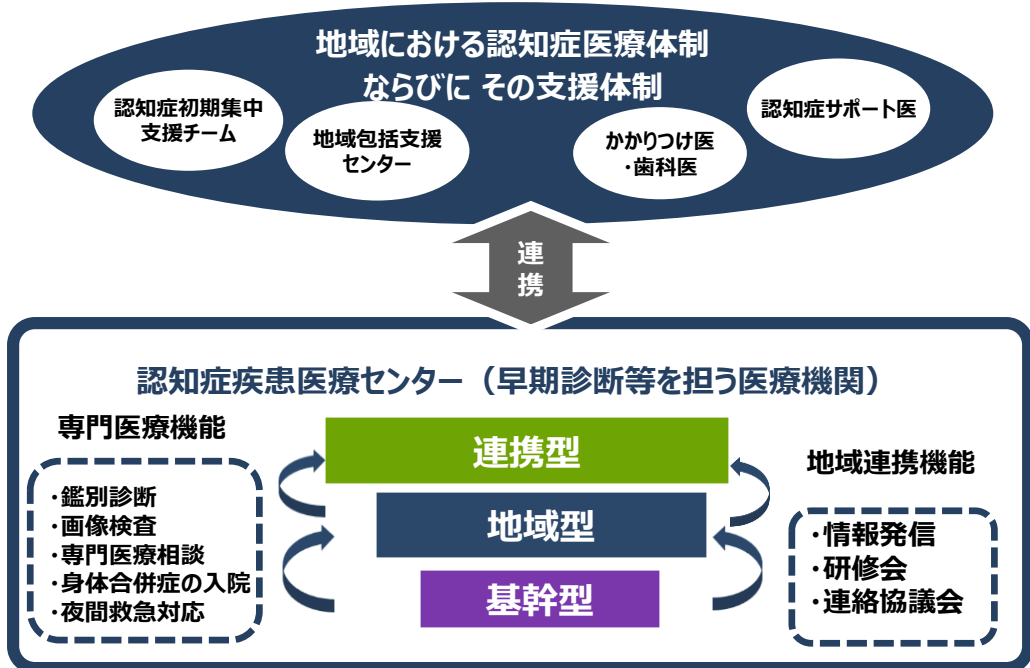 地域における認知症医療体制
ならびに その支援体制
認知症初期集中
支援チーム
地域包括支援
センター
かかりつけ医
・歯科医
認知症サポート医
連
携
認知症疾患医療センター（早期診断等を担う医療機関）
専門医療機能
・鑑別診断
・画像検査
・専門医療相談
・身体合併症の入院
・夜間救急対応
連携型
地域型
基幹型
地域連携機能
・情報発信
・研修会
・連絡協議会